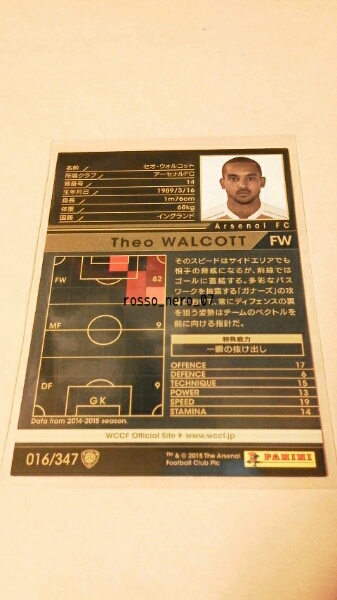 名前 / セオ・ウォルコット
所属クラブ / アーセナルFC
背番号 / 14
生年月日 / 1989/3/16
身長 / 1m76cm
体重 / 68kg
国籍 / イングランド
Arsenal FC
Theo WALCOTT FW
FW 82
MF 9
DF 9
GK
Data from 2014-2015 season.
rosso_nero_07.
そのスピードはサイドエリアでも
相手の脅威になるが、前線では
ゴールに直結する。多彩なパス
ワークを披露する「ガナーズ」の攻
常にディフェンスの裏
を狙う姿勢はチームのベクトルを
前に向ける指針だ。
特殊能力
一瞬の抜け出し
OFFENCE 17
DEFENCE 6
TECHNIQUE 15
POWER 13
SPEED 19
STAMINA 14
WCCF Official Site ▶ www.wccf.jp
016/347
™ & © 2015 The Arsenal
Football Club Plc
PANINI